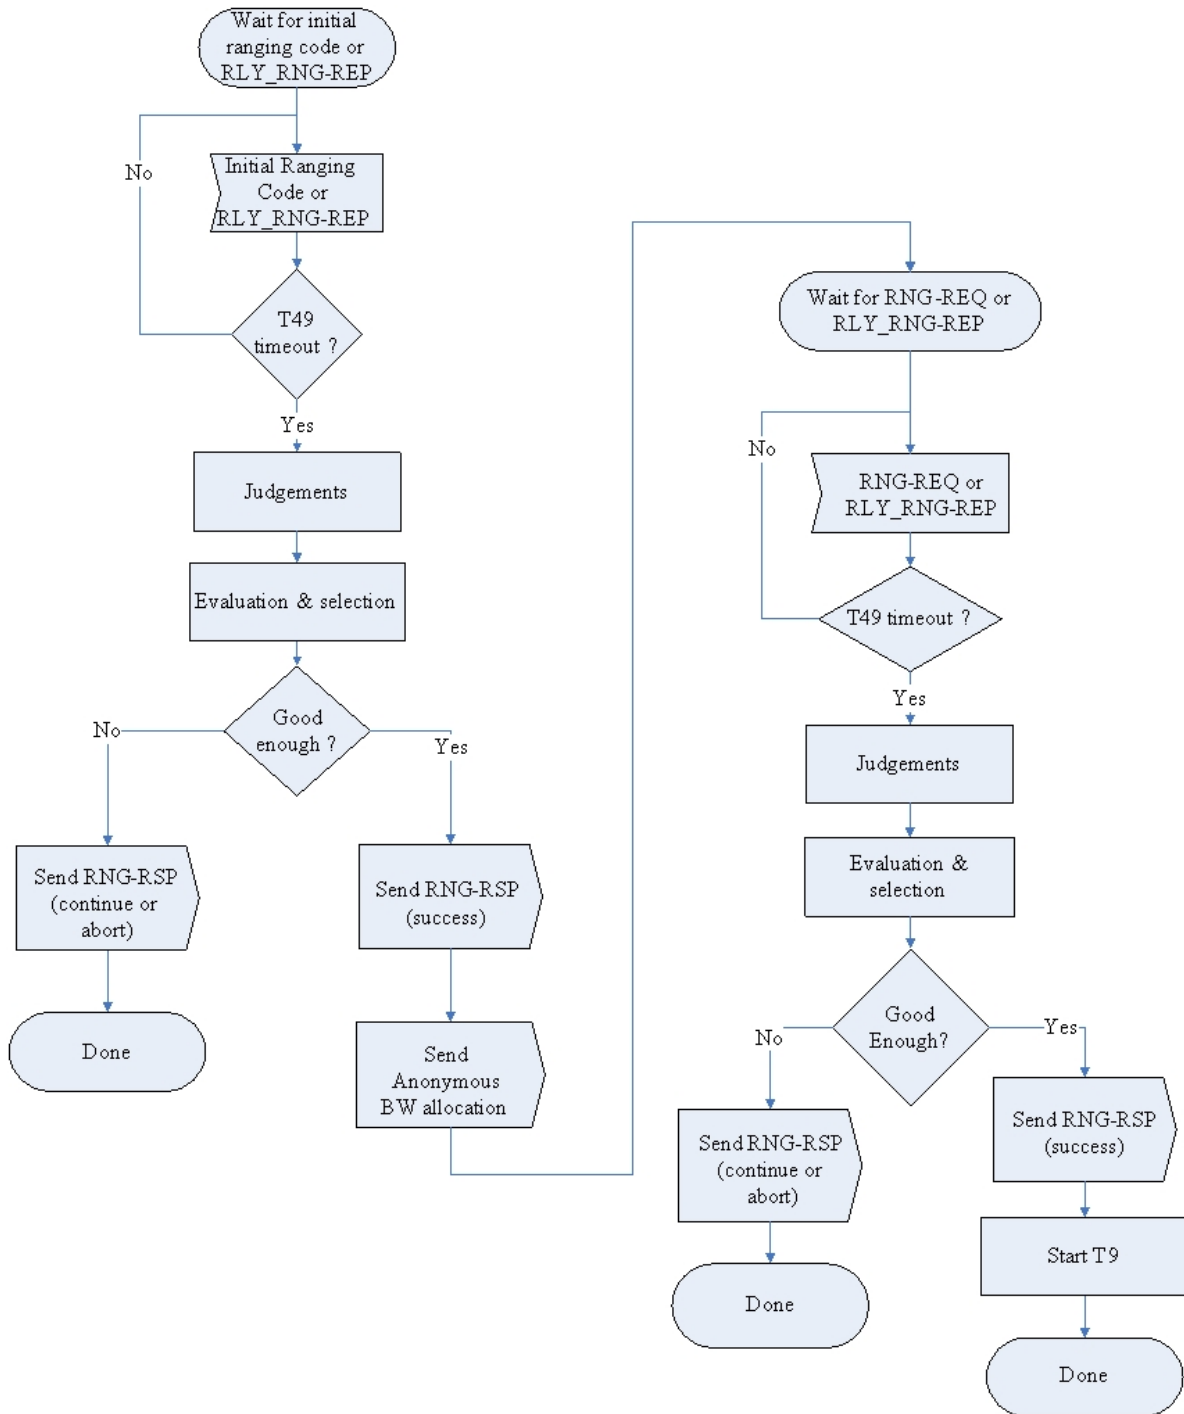 Wait for initial
ranging code or
RLY_RNG-REP
No
Initial Ranging
Code or
RLY_RNG-REP
T49
timeout ?
Yes
Judgements
Evaluation & selection
Good
enough ?
No
Yes
Send RNG-RSP
(continue or
abort)
Send RNG-RSP
(success)
Done
Send
Anonymous
BW allocation
Wait for RNG-REQ or
RLY_RNG-REP
No
RNG-REQ or
RLY_RNG-REP
T49 timeout ?
Yes
Judgements
Evaluation &
selection
Good
Enough?
No
Yes
Send RNG-RSP
(continue or
abort)
Send RNG-RSP
(success)
Start T9
Done
Done